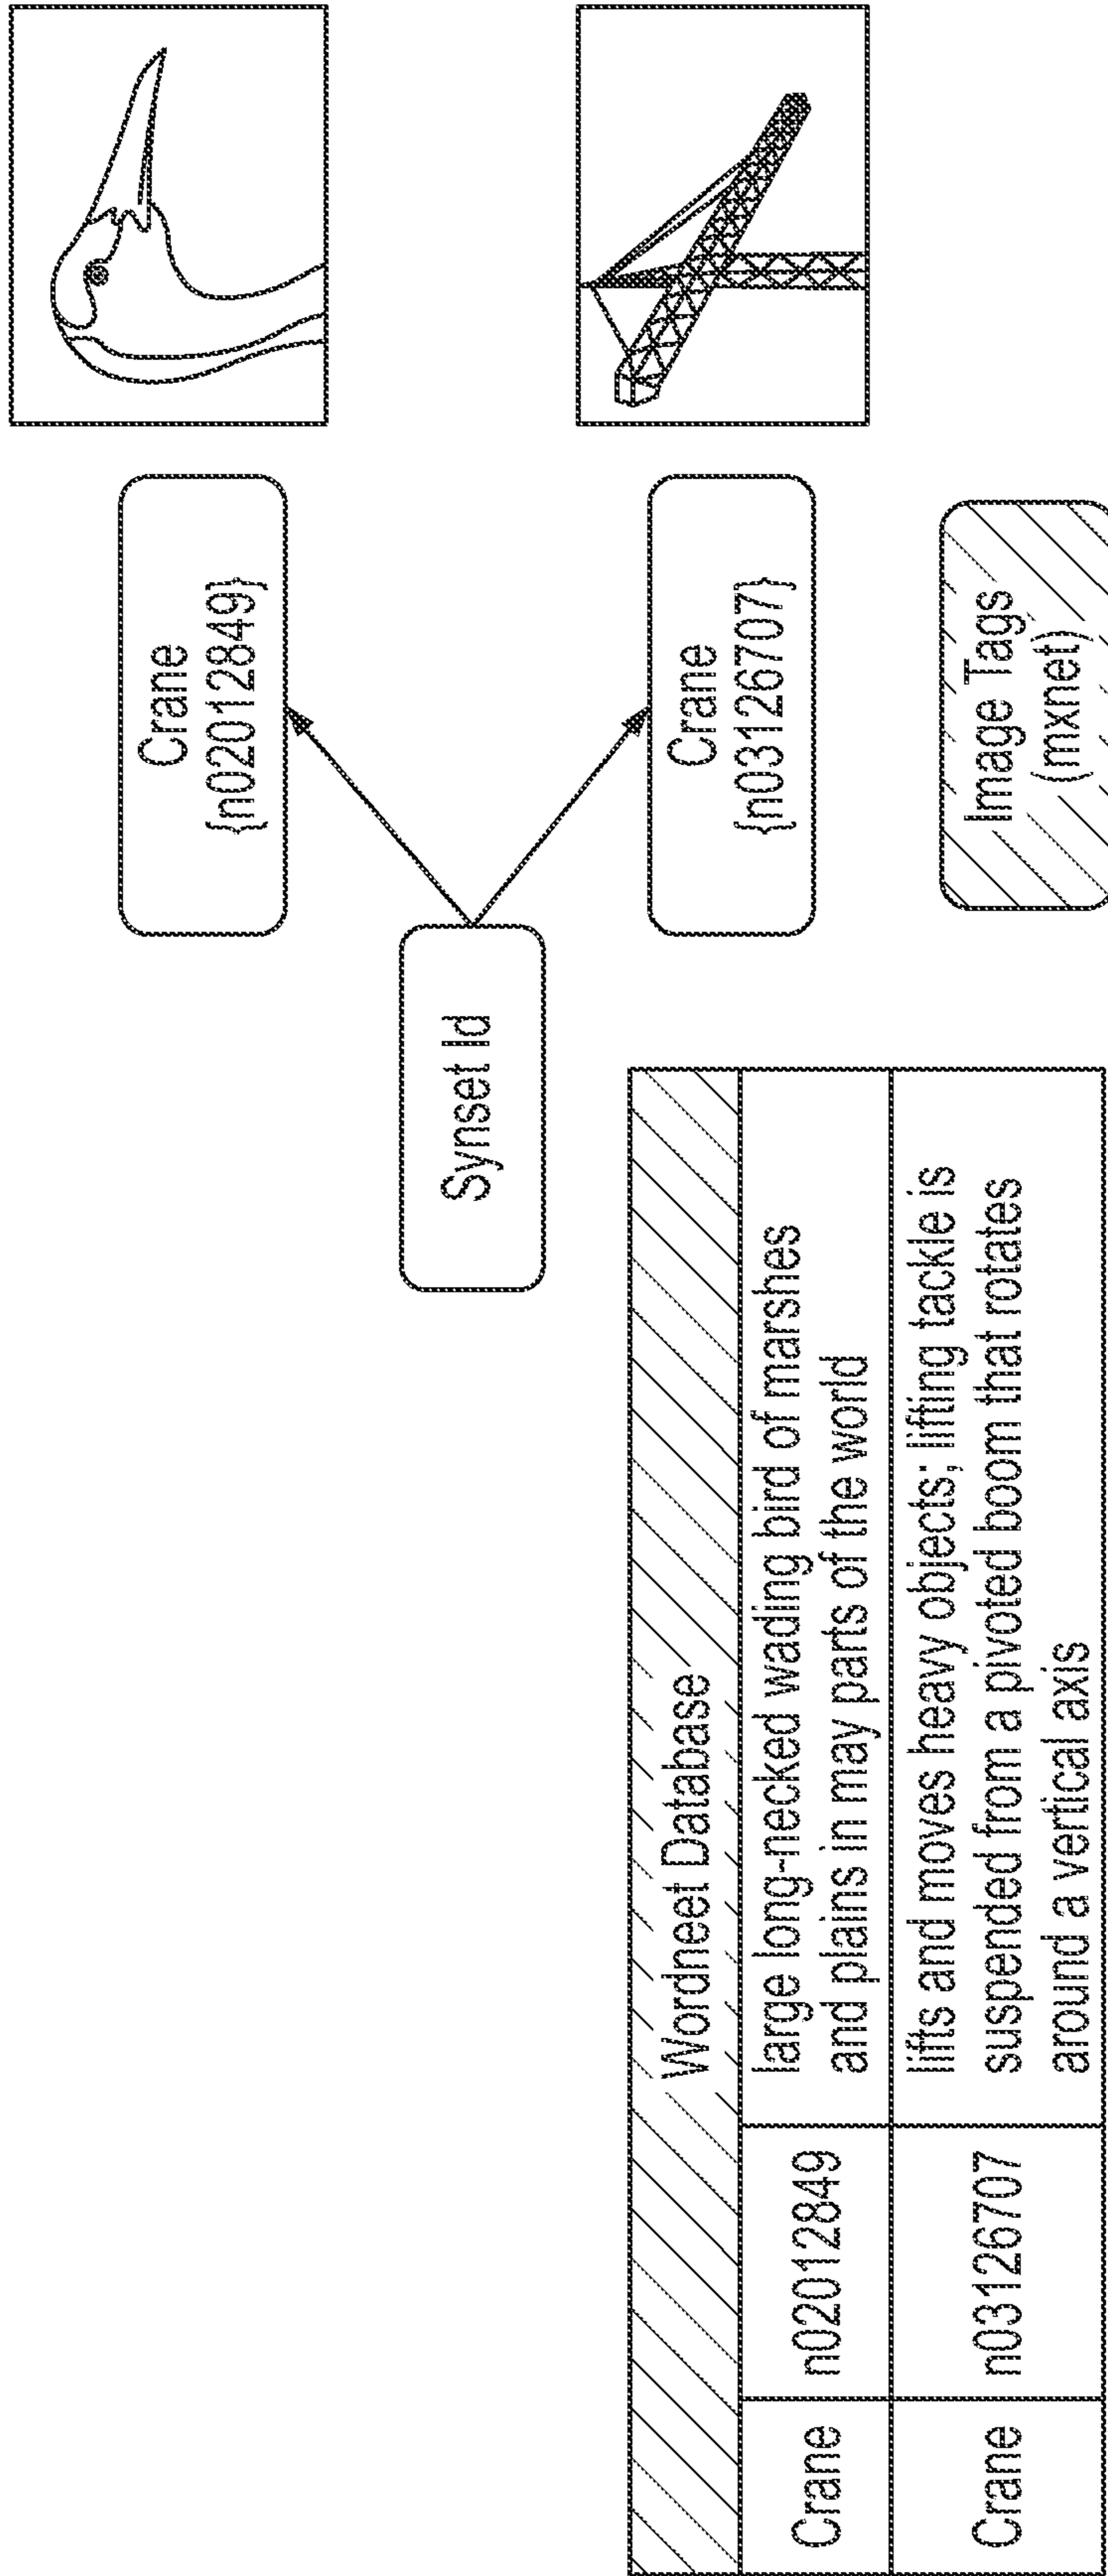 Crane
{n02012849}
Synset Id
Crane
{n03126707}
Image Tags
(mxnet)
Wordneet Database
Crane
n02012849
large long-necked wading bird of marshes
and plains in may parts of the world
Crane
n03126707
lifts and moves heavy objects; lifting tackle is
suspended from a pivoted boom that rotates
around a vertical axis